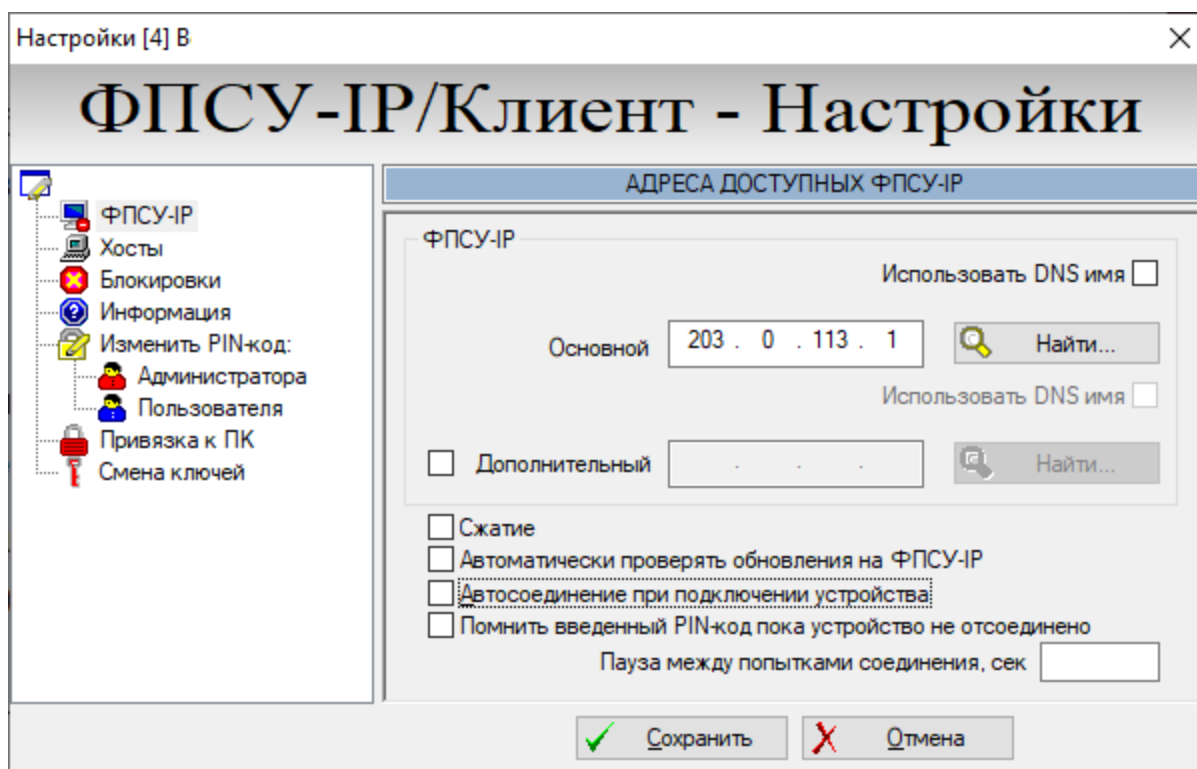 Настройки [4] В
ФПСУ-IP/Клиент - Настройки
ФПСУ-IP
Хосты
Блокировки
Информация
Изменить PIN-код:
Администратора
Пользователя
Привязка к ПК
Смена ключей
АДРЕСА ДОСТУПНЫХ ФПСУ-IP
ФПСУ-IP
Использовать DNS имя
Основной 203 . 0 . 113 . 1 Найти...
Использовать DNS имя
Дополнительный . . . Найти...
Сжатие
Автоматически проверять обновления на ФПСУ-IP
Автосоединение при подключении устройства
Помнить введенный PIN-код пока устройство не отсоединено
Пауза между попытками соединения, сек
Сохранить Отмена